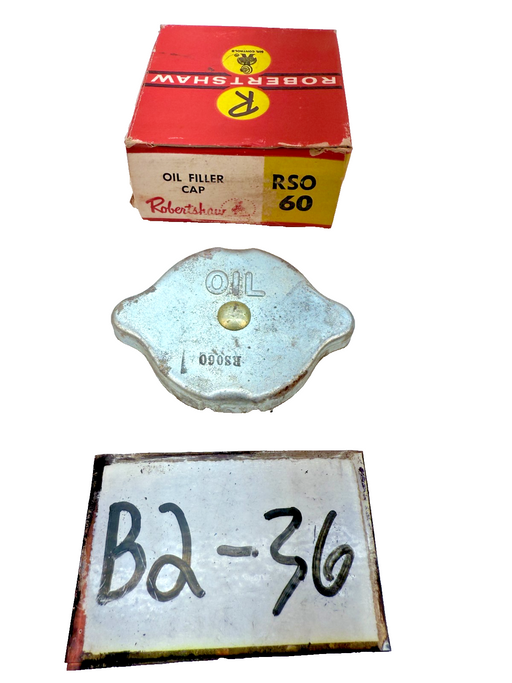 ROBERTSHAW
R
OIL FILLER
CAP
Robertshaw
RSO
60
OIL
RSO60
B2-36